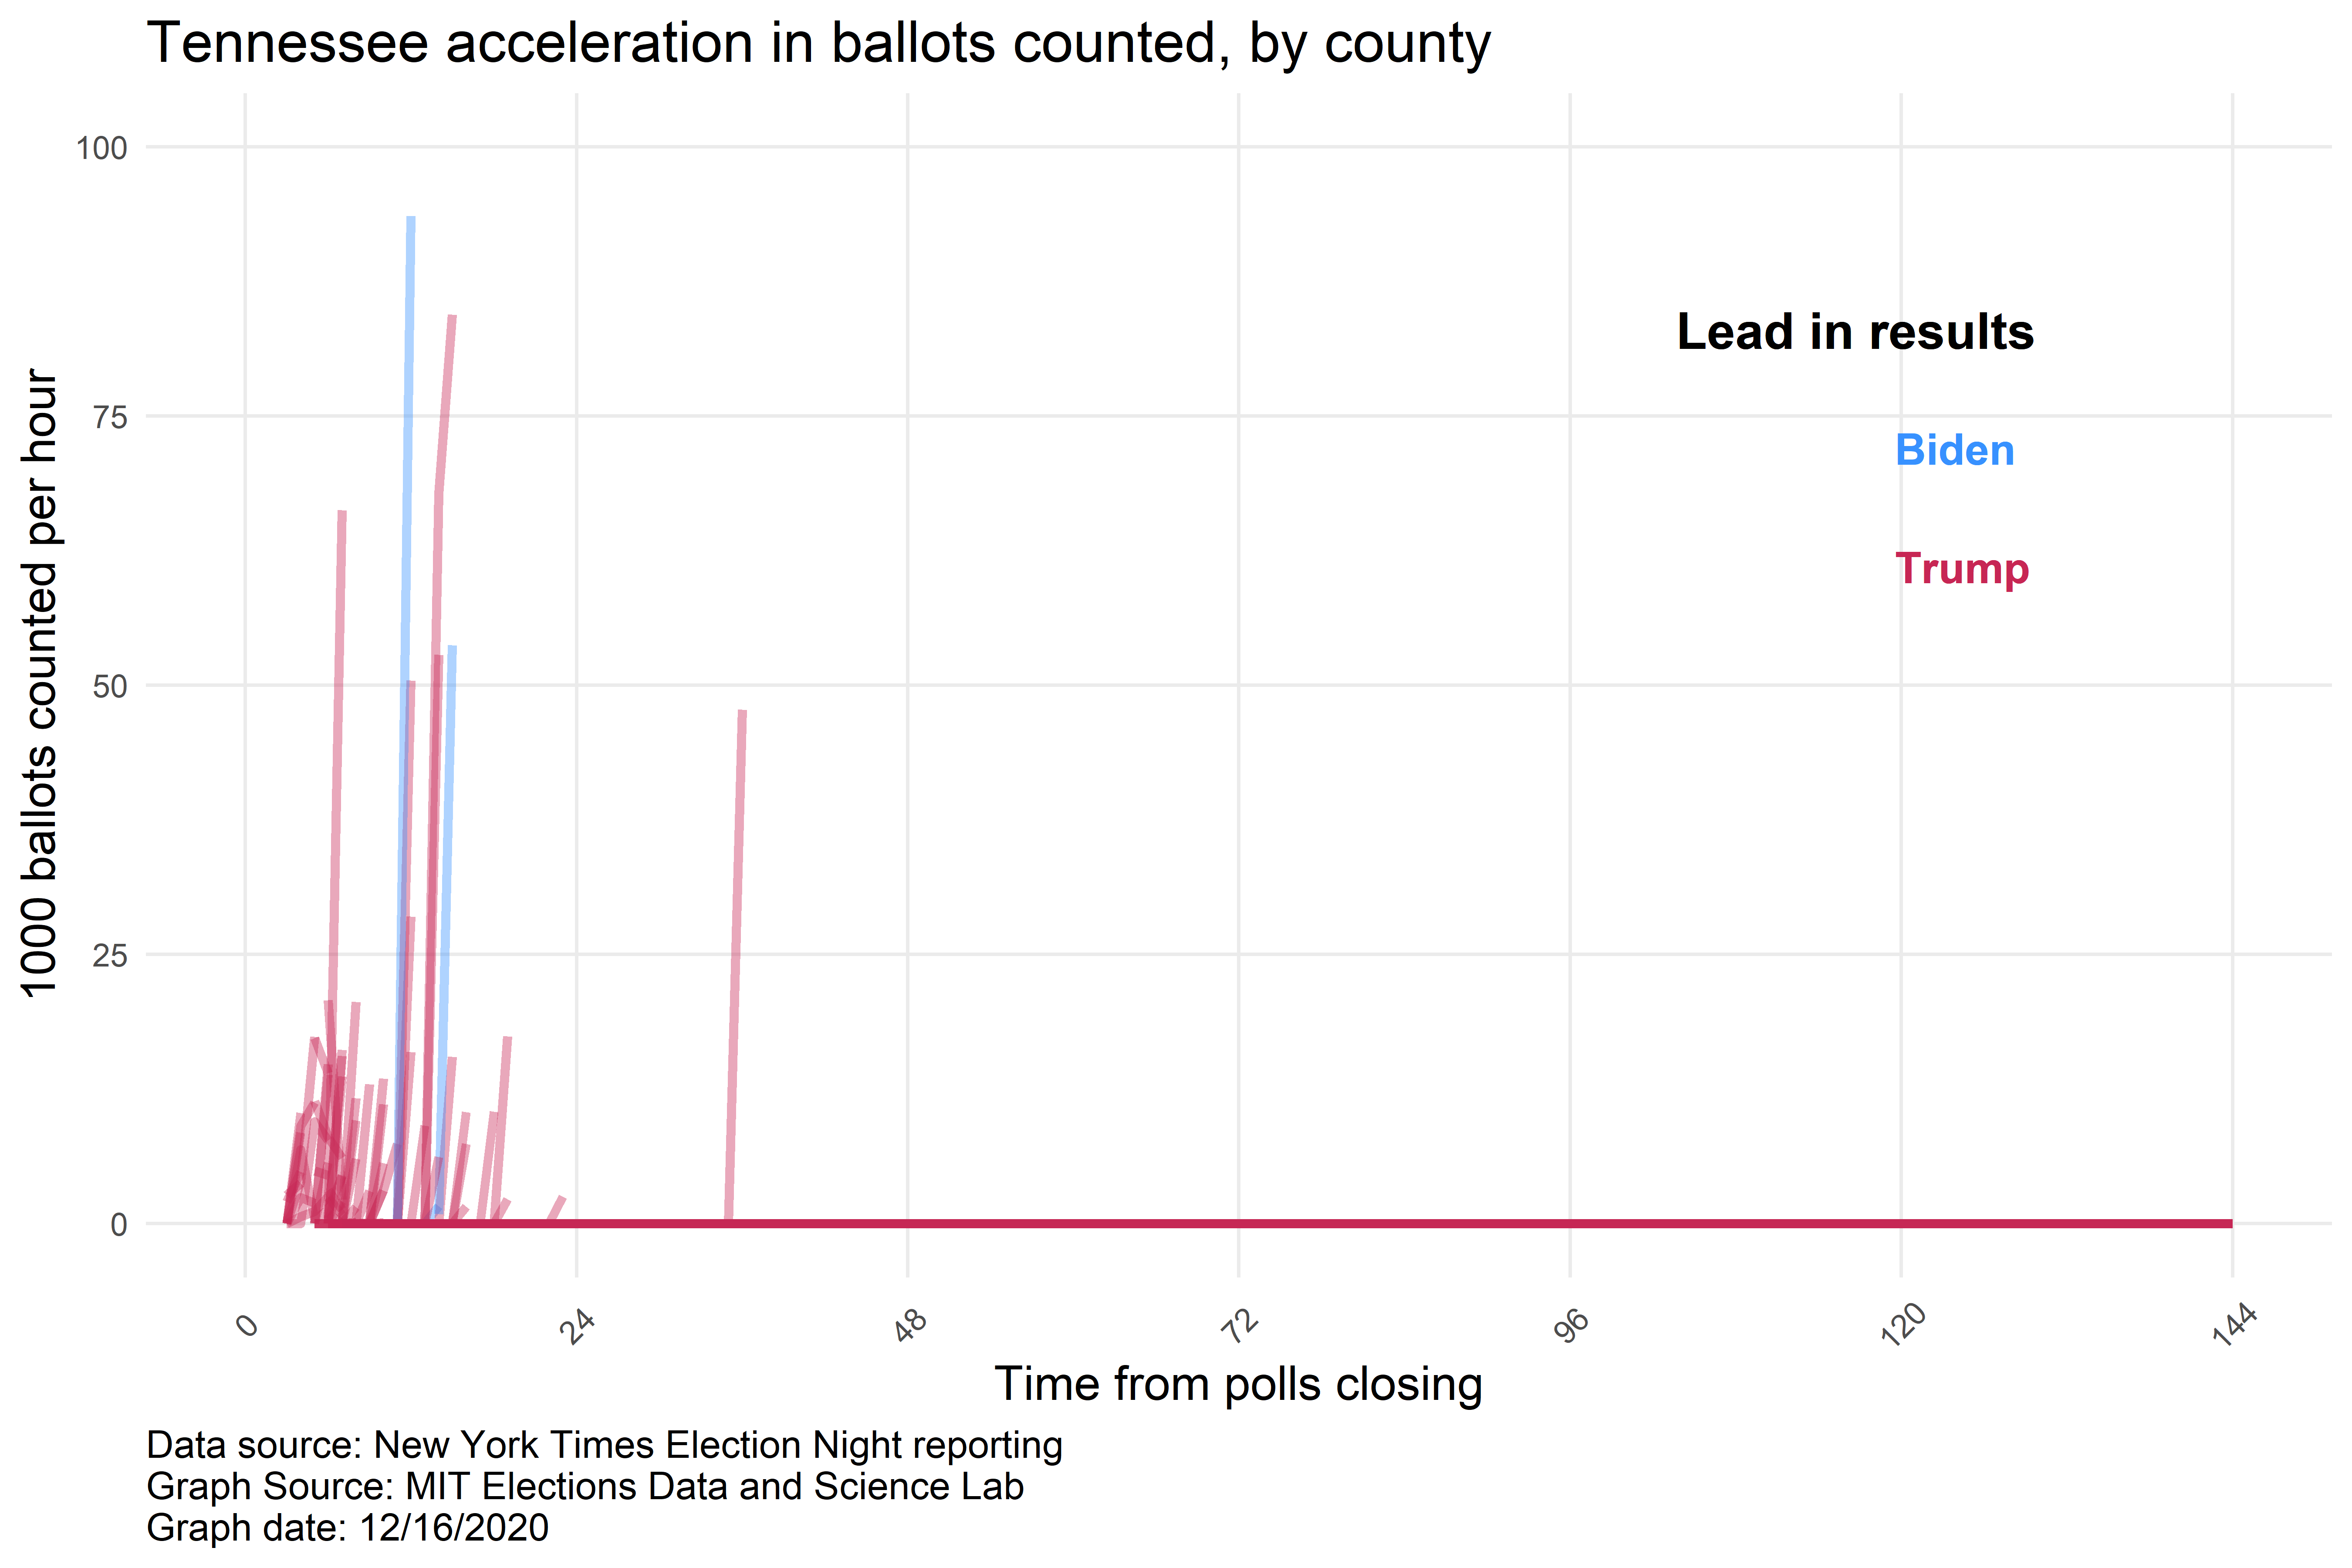 Tennessee acceleration in ballots counted, by county
100
75
50
25
0
1000 ballots counted per hour
Lead in results
Biden
Trump
0
24
48
72
96
120
144
Time from polls closing
Data source: New York Times Election Night reporting
Graph Source: MIT Elections Data and Science Lab
Graph date: 12/16/2020